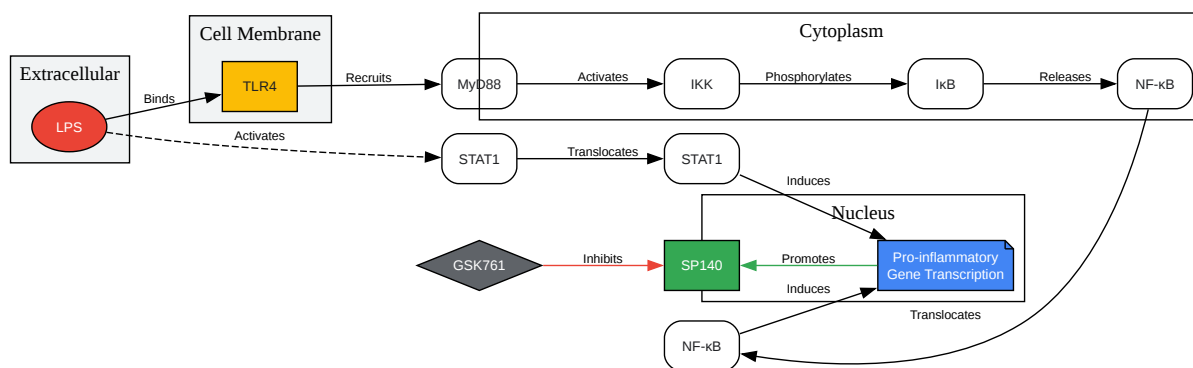 Cytoplasm
Cell Membrane
Extracellular
TLR4
Recruits
MyD88
Activates
IKK
Phosphorylates
IκB
Releases
NF-κB
Binds
LPS
Activates
STAT1
Translocates
STAT1
Induces
Nucleus
GSK761
Inhibits
SP140
Promotes
Pro-inflammatory
Gene Transcription
Induces
Translocates
NF-κB